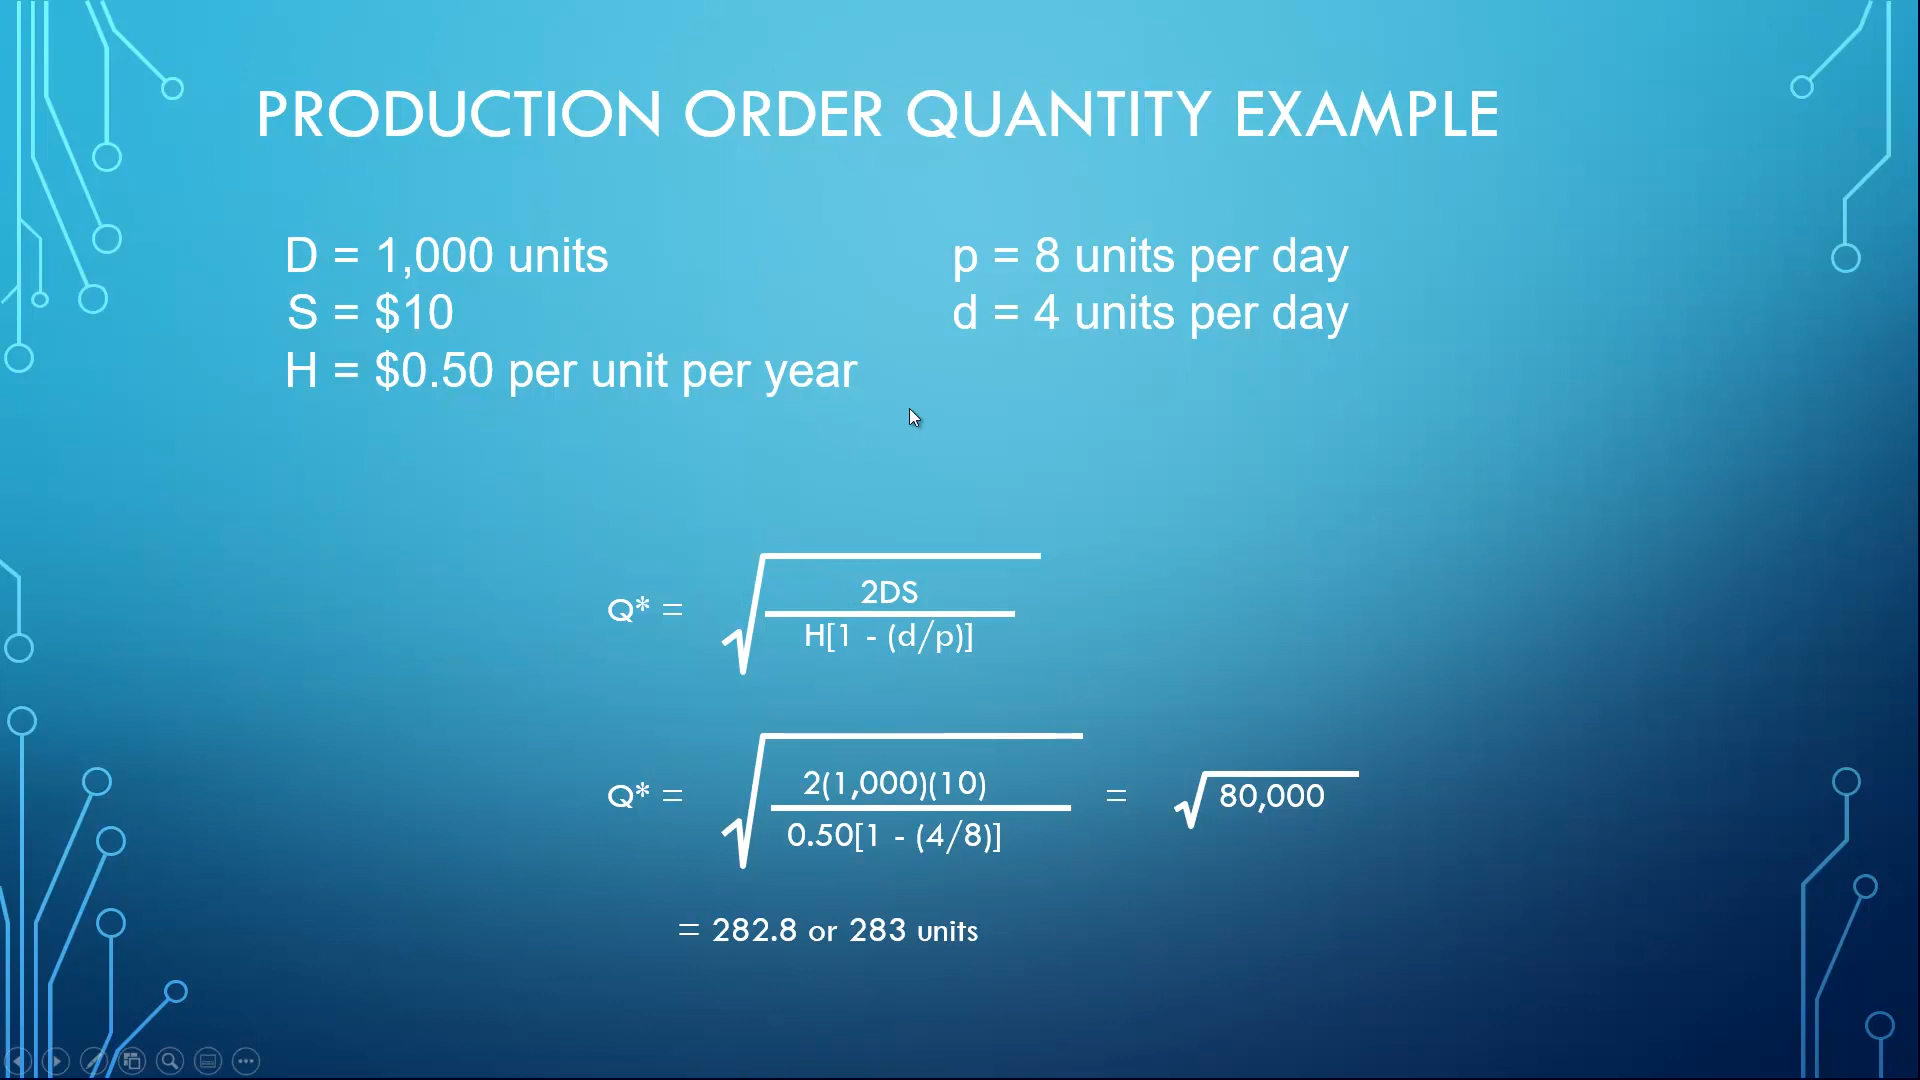 PRODUCTION ORDER QUANTITY EXAMPLE
D = 1,000 units
S = $10
H = $0.50 per unit per year
p = 8 units per day
d = 4 units per day
Q* = √ 2DS
H[1 - (d/p)]
Q* = √ 2(1,000)(10)
0.50[1 - (4/8)]
= √ 80,000
= 282.8 or 283 units